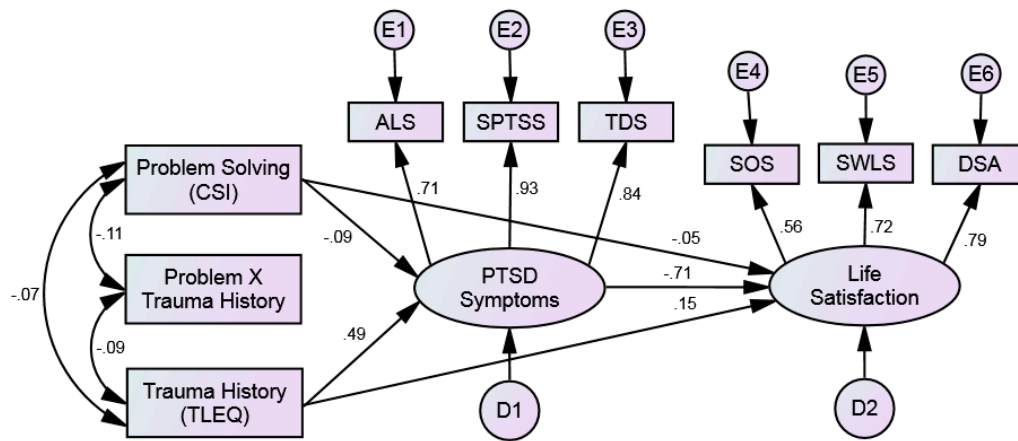 E1
E2
E3
ALS
SPTSS
TDS
E4
E5
E6
SOS
SWLS
DSA
Problem Solving
(CSI)
Problem X
Trauma History
Trauma History
(TLEQ)
PTSD
Symptoms
Life
Satisfaction
D1
D2
-.07
-.11
-.09
-.09
.49
.71
.93
.84
-.05
-.71
.15
.56
.72
.79